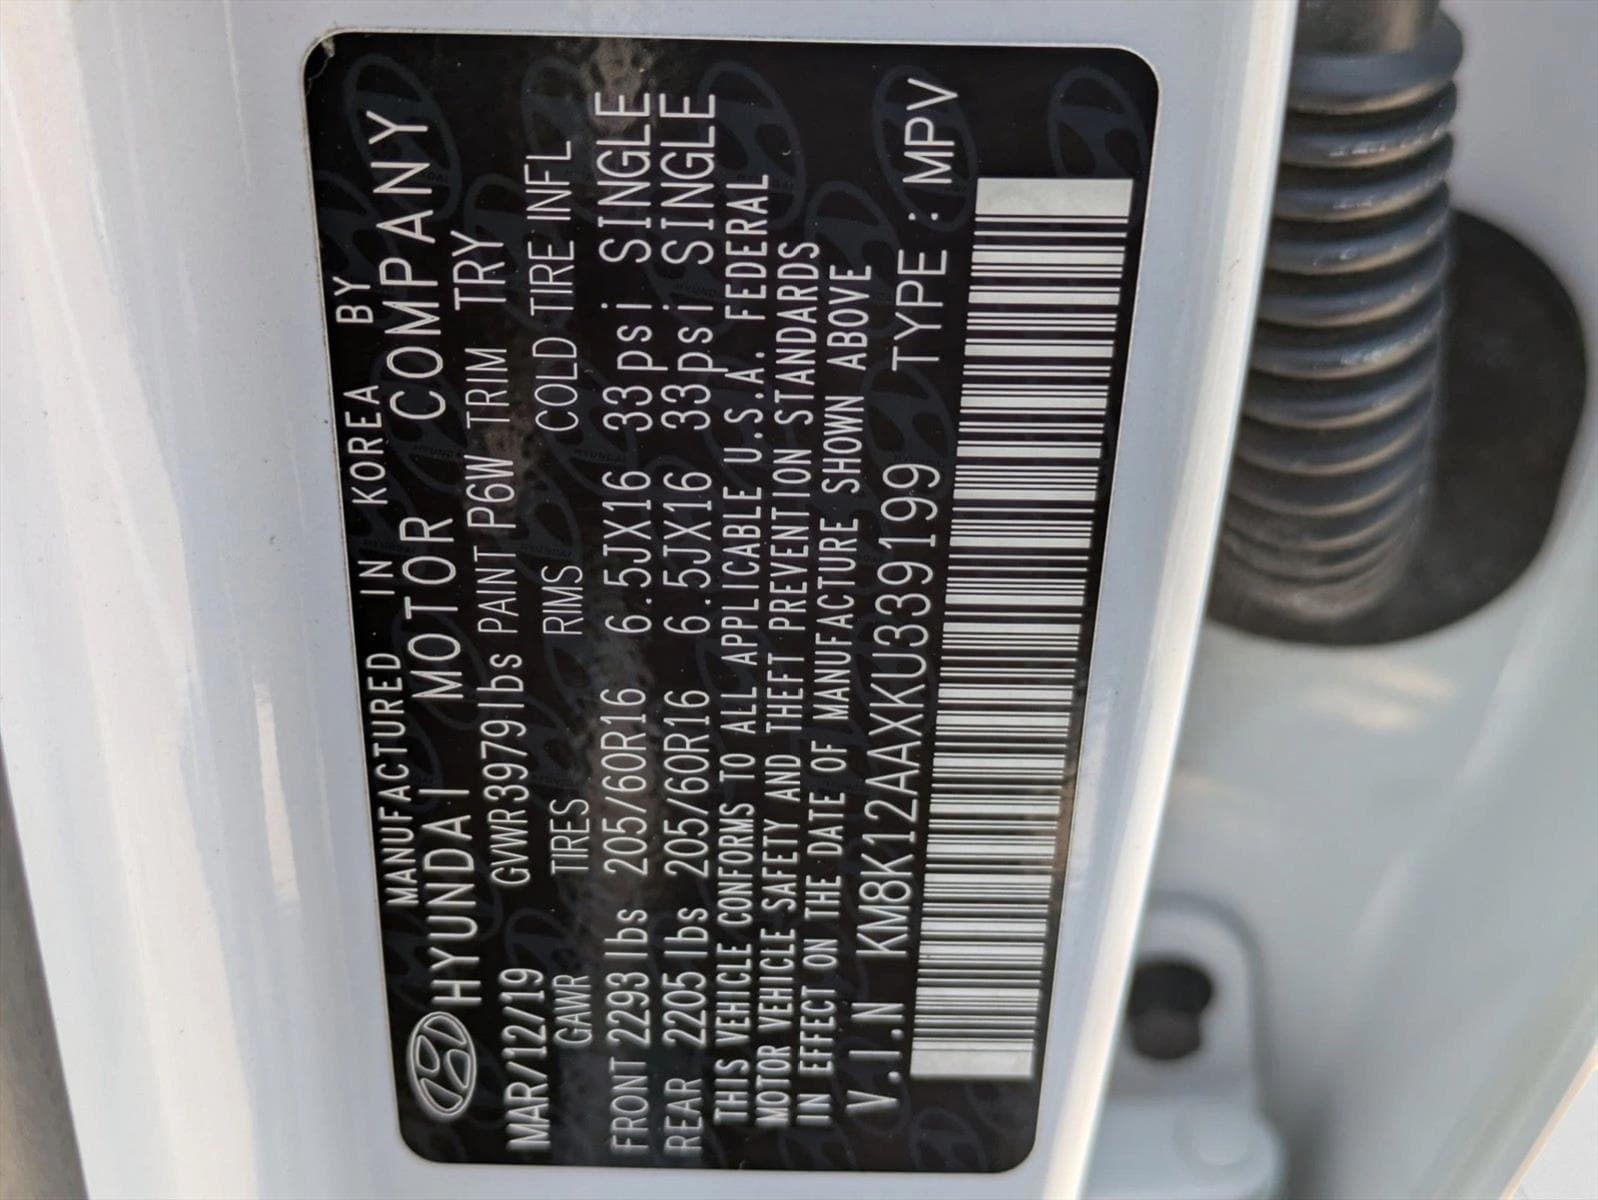 MANUFACTURED IN KOREA BY
HYUNDAI MOTOR COMPANY
MAR/12/19 GVWR3979lbs PAINT P6W TRIM TRY
GAWR TIRES RIMS COLD TIRE INFL
FRONT 2293lbs 205/60R16 6.5JX16 33psi SINGLE
REAR 2205lbs 205/60R16 6.5JX16 33psi SINGLE
THIS VEHICLE CONFORMS TO ALL APPLICABLE U.S.A. FEDERAL
MOTOR VEHICLE SAFETY AND THEFT PREVENTION STANDARDS
IN EFFECT ON THE DATE OF MANUFACTURE SHOWN ABOVE
V.I.N KM8K12AAXKU339199 TYPE : MPV